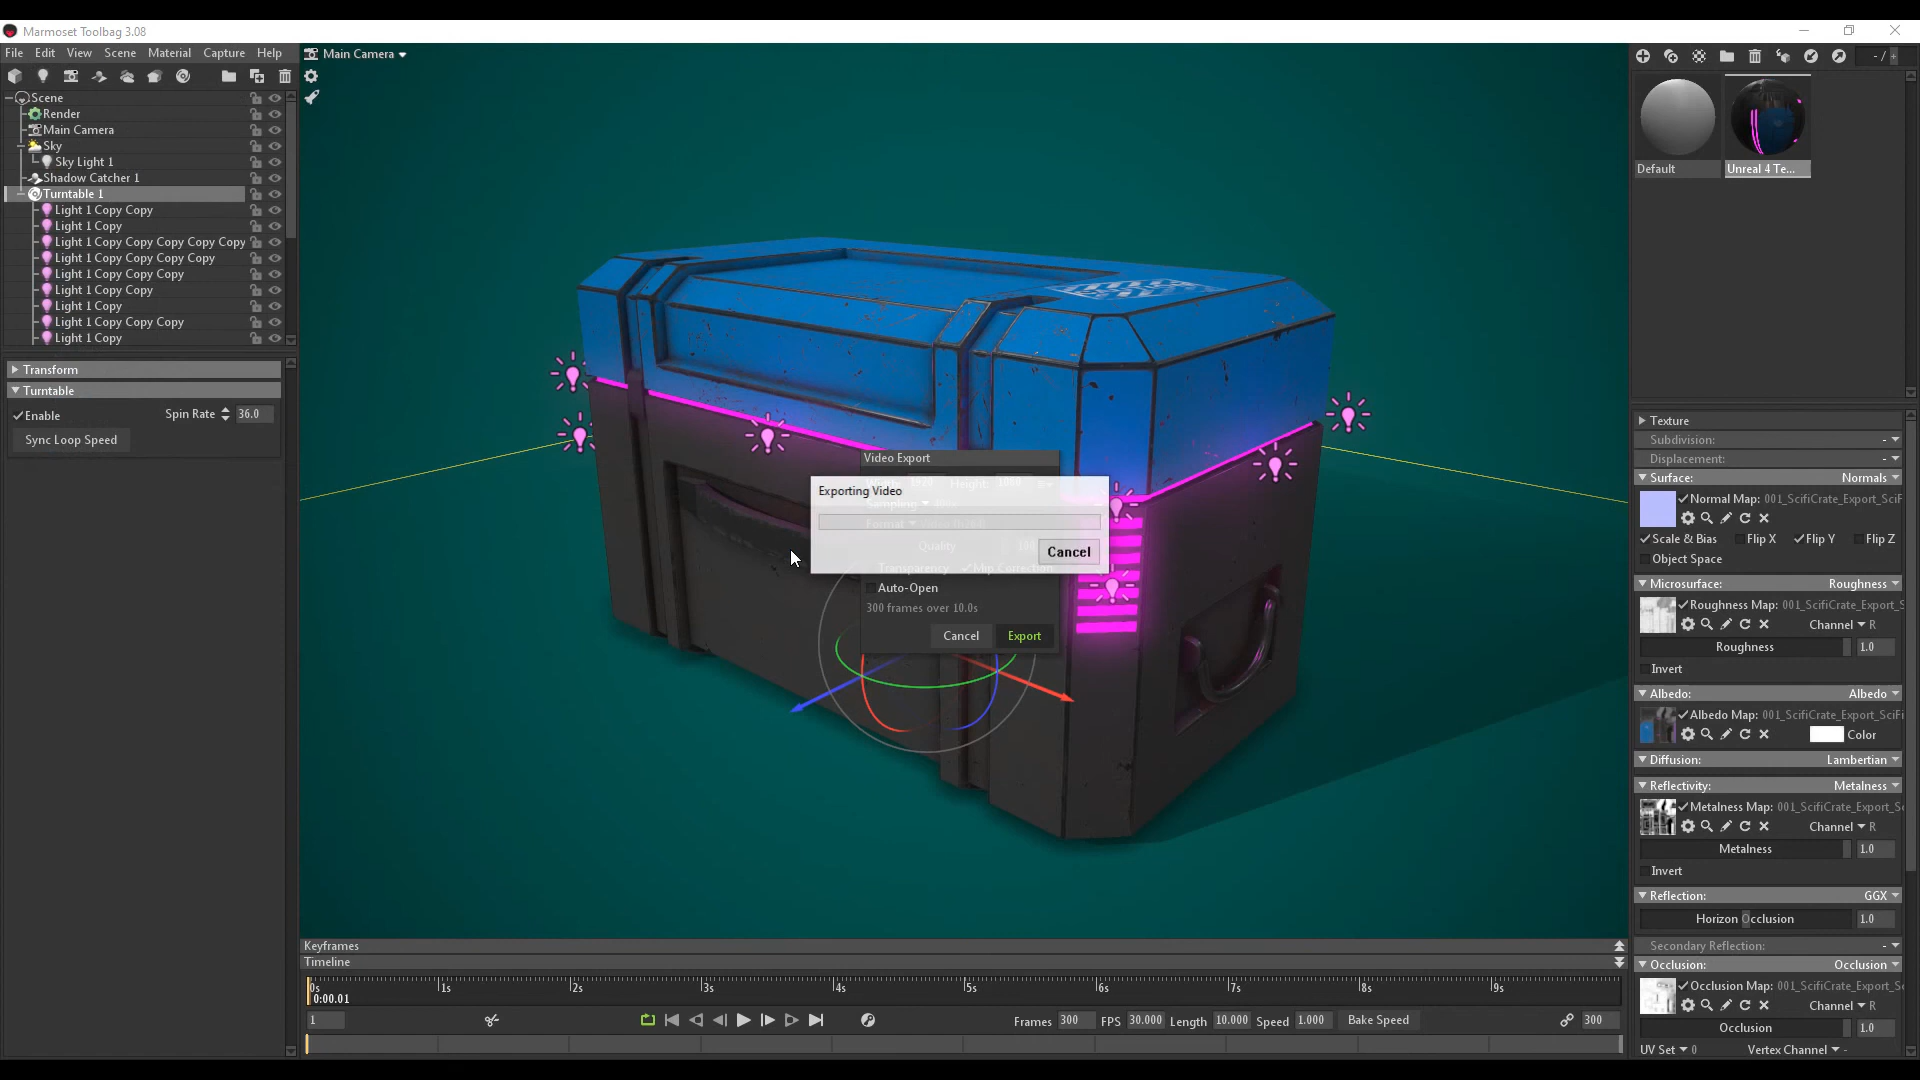 Marmoset Toolbag 3.08
File Edit View Scene Material Capture Help
Main Camera
- / +
Scene
Render
Main Camera
Sky
Sky Light 1
Shadow Catcher 1
Turntable 1
Light 1 Copy Copy
Light 1 Copy
Light 1 Copy Copy Copy Copy Copy
Light 1 Copy Copy Copy Copy
Light 1 Copy Copy Copy
Light 1 Copy Copy
Light 1 Copy
Light 1 Copy Copy Copy
Light 1 Copy
Transform
Turntable
Enable Spin Rate 36.0
Sync Loop Speed
Video Export
Width: 1920 Height: 1080
Exporting Video
Sampling
Format
Quality
Cancel
Transparency Mip Correction
Auto-Open
300 frames over 10.0s
Cancel Export
Default
Unreal 4 Te...
Texture
Subdivision: -
Displacement: -
Surface: Normals
Normal Map: 001_ScifiCrate_Export_SciF
Scale & Bias Flip X Flip Y Flip Z
Object Space
Microsurface: Roughness
Roughness Map: 001_ScifiCrate_Export_S
Channel R
Roughness 1.0
Invert
Albedo: Albedo
Albedo Map: 001_ScifiCrate_Export_SciFi
Color
Diffusion: Lambertian
Reflectivity: Metalness
Metalness Map: 001_ScifiCrate_Export_S
Channel R
Metalness 1.0
Invert
Reflection: GGX
Horizon Occlusion 1.0
Secondary Reflection: -
Occlusion: Occlusion
Occlusion Map: 001_ScifiCrate_Export_S
Channel R
Occlusion 1.0
UV Set 0 Vertex Channel -
Keyframes
Timeline
0s 1s 2s 3s 4s 5s 6s 7s 8s 9s
0:00.01
1 Frames 300 FPS 30.000 Length 10.000 Speed 1.000 Bake Speed 300